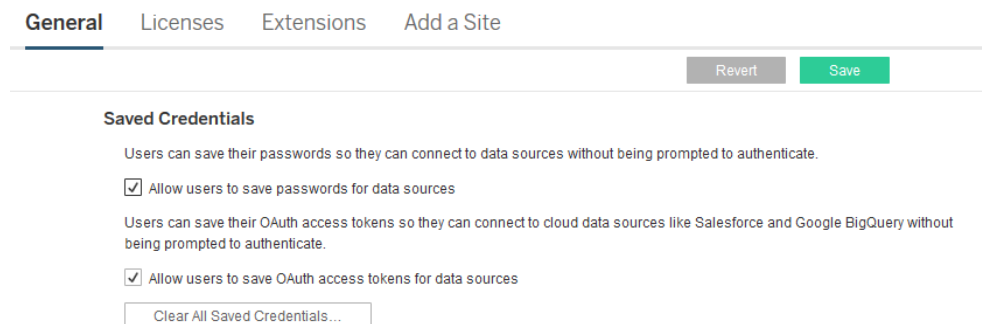 General Licenses Extensions Add a Site
Revert Save
Saved Credentials
Users can save their passwords so they can connect to data sources without being prompted to authenticate.
Allow users to save passwords for data sources
Users can save their OAuth access tokens so they can connect to cloud data sources like Salesforce and Google BigQuery without
being prompted to authenticate.
Allow users to save OAuth access tokens for data sources
Clear All Saved Credentials...